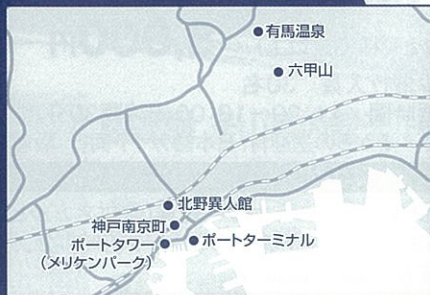 有馬温泉
六甲山
北野異人館
神戸南京町
ポートタワー
(メリケンパーク)
ポートターミナル